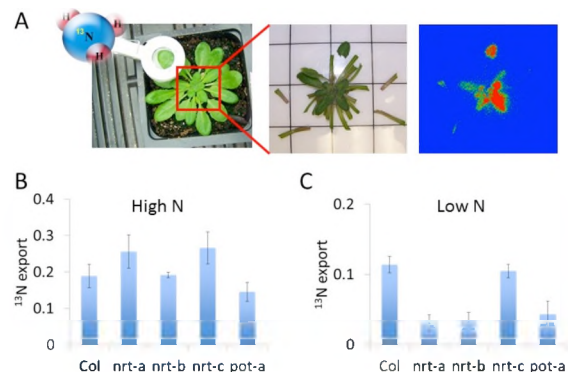 A
13
N
H H
H
B
High N
13N export
0.4
0.3
0.2
0.1
0
Col nrt-a nrt-b nrt-c pot-a
C
Low N
13N export
0.2
0.1
0
Col nrt-a nrt-b nrt-c pot-a